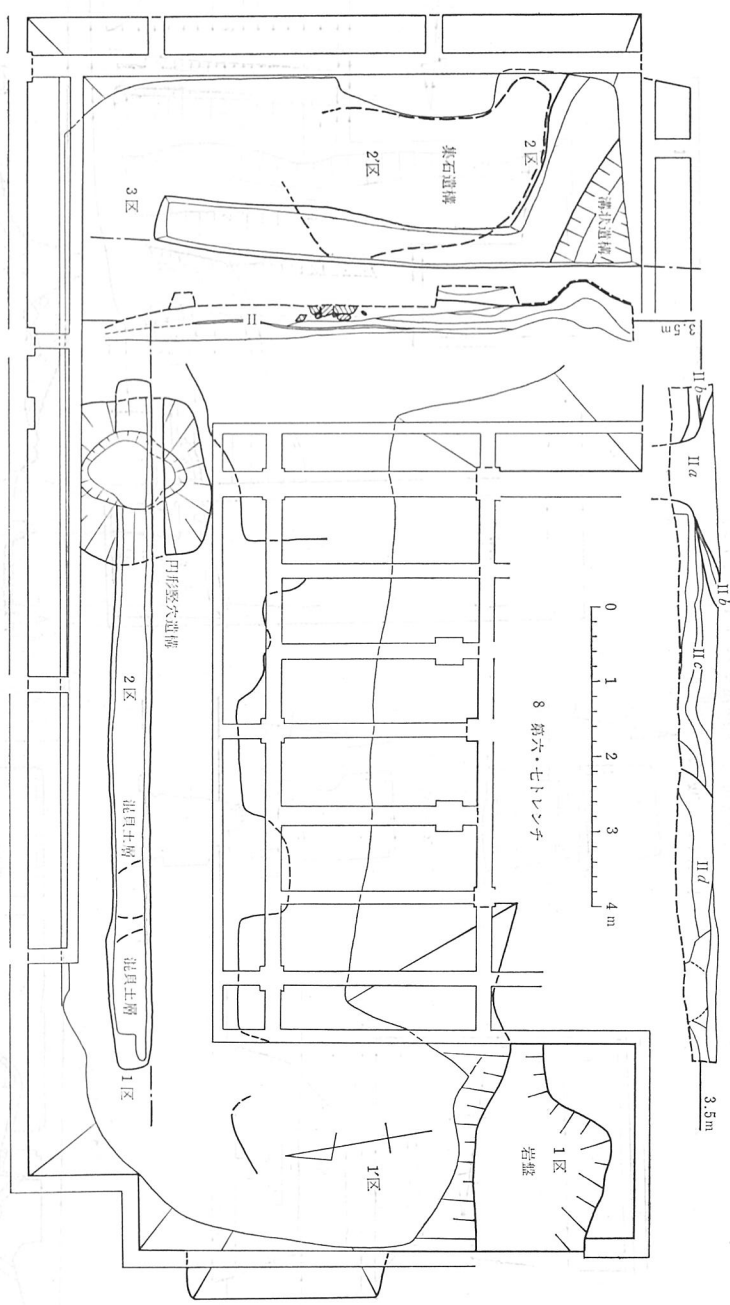 2'区
集石遺構
2区
溝状遺構
3区
II
3.5m
II b
II a
II b
II c
II d
3.5m
0 1 2 3 4 m
8 第六・七トレンチ
円形竪穴遺構
2区
混貝土層
混貝土層
1区
1'区
1区
岩盤